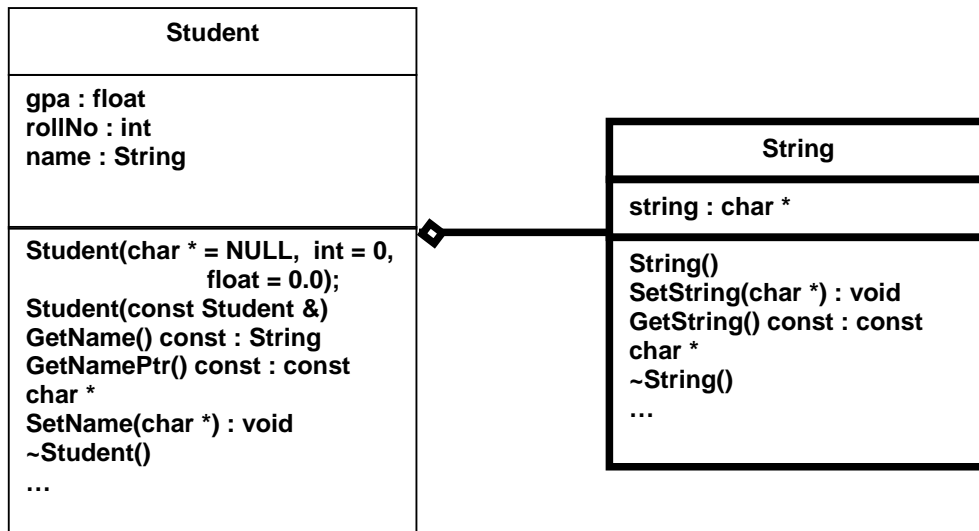 Student
gpa : float
rollNo : int
name : String
Student(char * = NULL, int = 0,
float = 0.0);
Student(const Student &)
GetName() const : String
GetNamePtr() const : const
char *
SetName(char *) : void
~Student()
…
String
string : char *
String()
SetString(char *) : void
GetString() const : const
char *
~String()
…